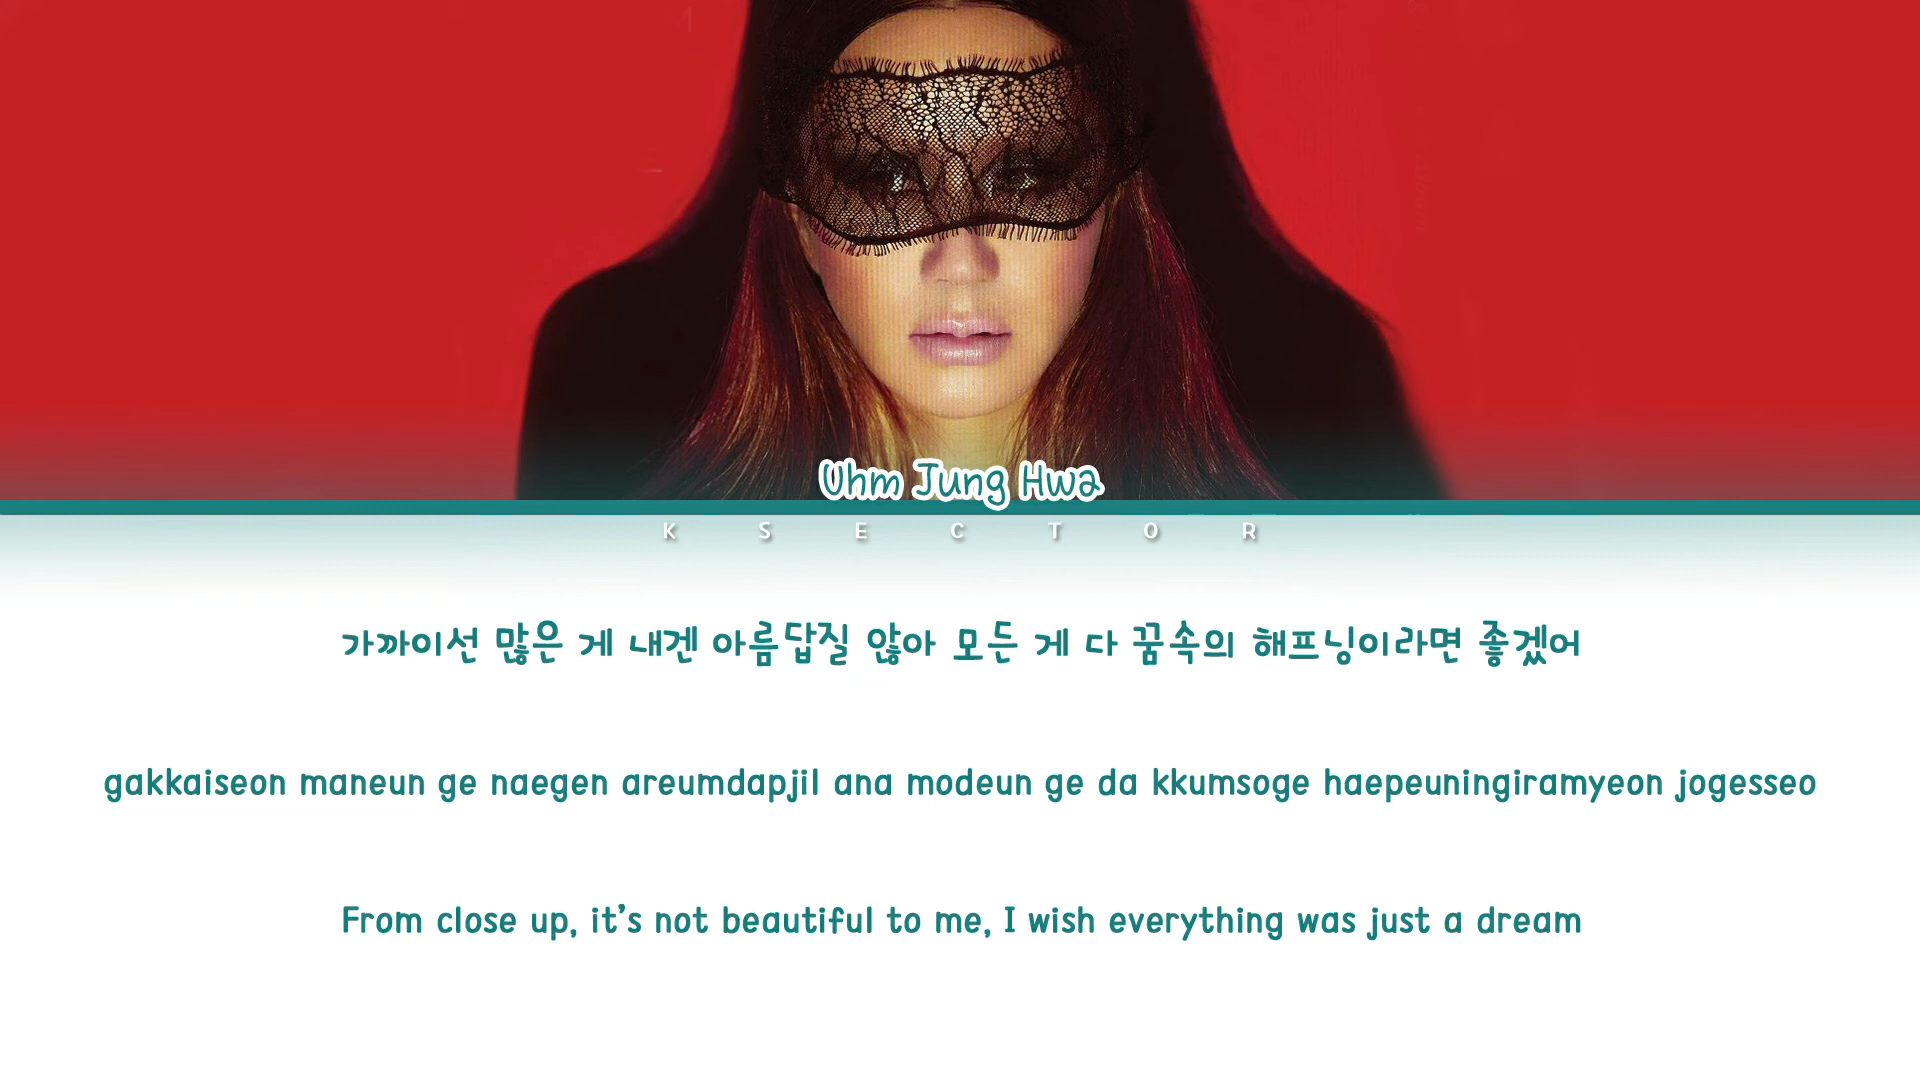 Uhm Jung Hwa
K S E C T O R
가까이선 많은 게 내겐 아름답질 않아 모든 게 다 꿈속의 해프닝이라면 좋겠어
gakkaiseon maneun ge naegen areumdapjil ana modeun ge da kkumsoge haepeuningiramyeon jogesseo
From close up, it’s not beautiful to me, I wish everything was just a dream